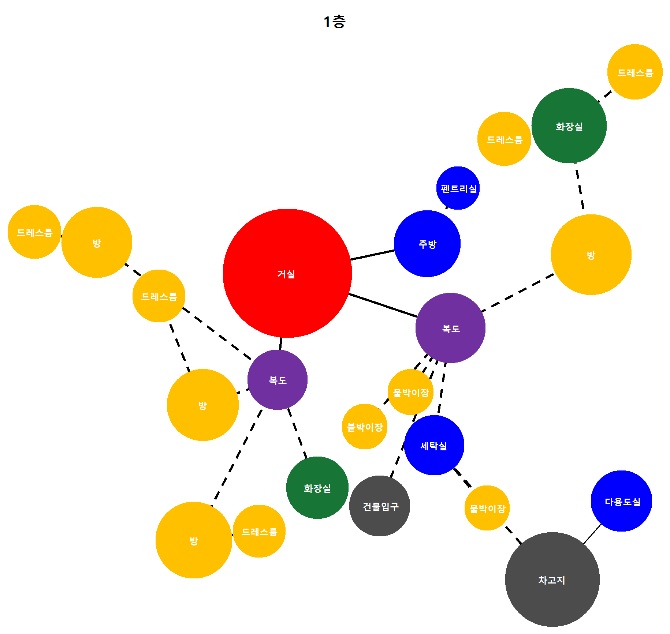 1층
드레스룸
화장실
드레스룸
펜트리실
드레스룸
방
주방
방
거실
드레스룸
복도
복도
방
붙박이장
붙박이장
세탁실
화장실
건물입구
붙박이장
다용도실
방
드레스룸
차고지